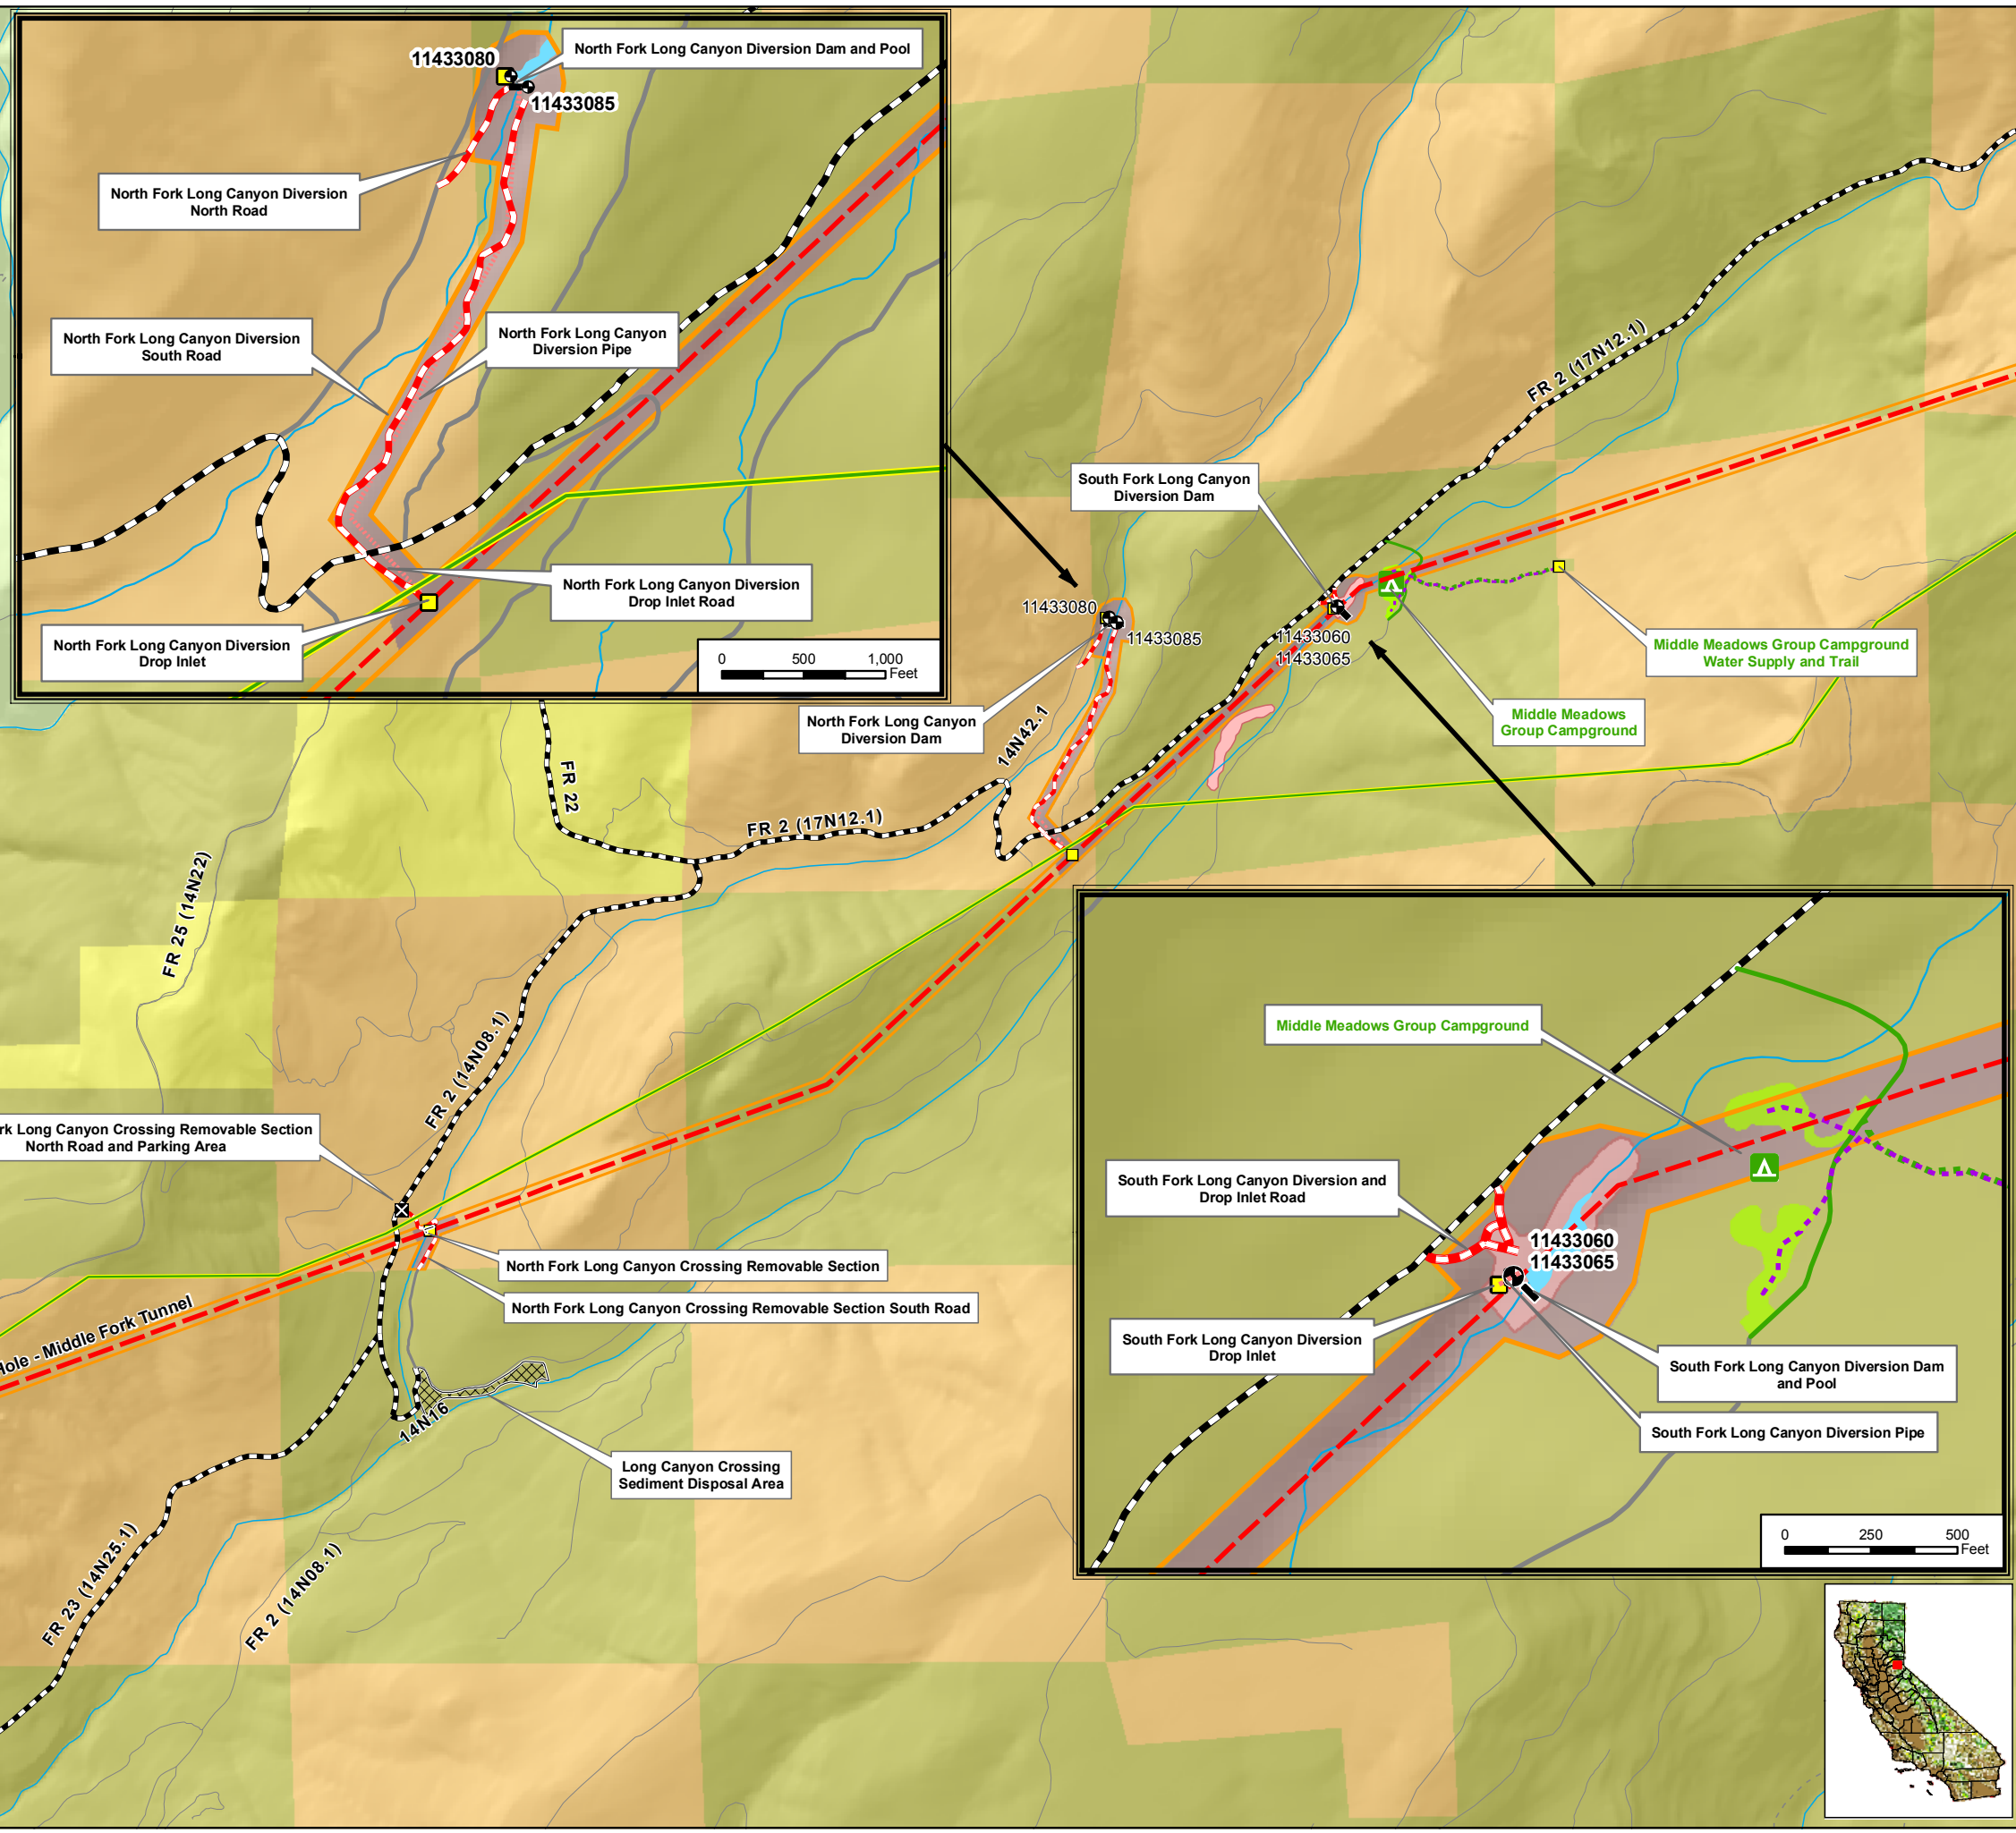 11433080
North Fork Long Canyon Diversion Dam and Pool
11433085
North Fork Long Canyon Diversion
North Road
North Fork Long Canyon Diversion
South Road
North Fork Long Canyon
Diversion Pipe
North Fork Long Canyon Diversion
Drop Inlet Road
North Fork Long Canyon Diversion
Drop Inlet
0 500 1,000
Feet
FR 2 (17N12.1)
South Fork Long Canyon
Diversion Dam
11433080
11433085
11433060
11433065
Middle Meadows Group Campground
Water Supply and Trail
Middle Meadows
Group Campground
North Fork Long Canyon
Diversion Dam
14N42.1
FR 22
FR 2 (17N12.1)
FR 25 (14N22)
FR 2 (14N08.1)
rk Long Canyon Crossing Removable Section
North Road and Parking Area
North Fork Long Canyon Crossing Removable Section
North Fork Long Canyon Crossing Removable Section South Road
Hole - Middle Fork Tunnel
14N16
Long Canyon Crossing
Sediment Disposal Area
FR 23 (14N25.1)
FR 2 (14N08.1)
Middle Meadows Group Campground
South Fork Long Canyon Diversion and
Drop Inlet Road
11433060
11433065
South Fork Long Canyon Diversion
Drop Inlet
South Fork Long Canyon Diversion Dam
and Pool
South Fork Long Canyon Diversion Pipe
0 250 500
Feet